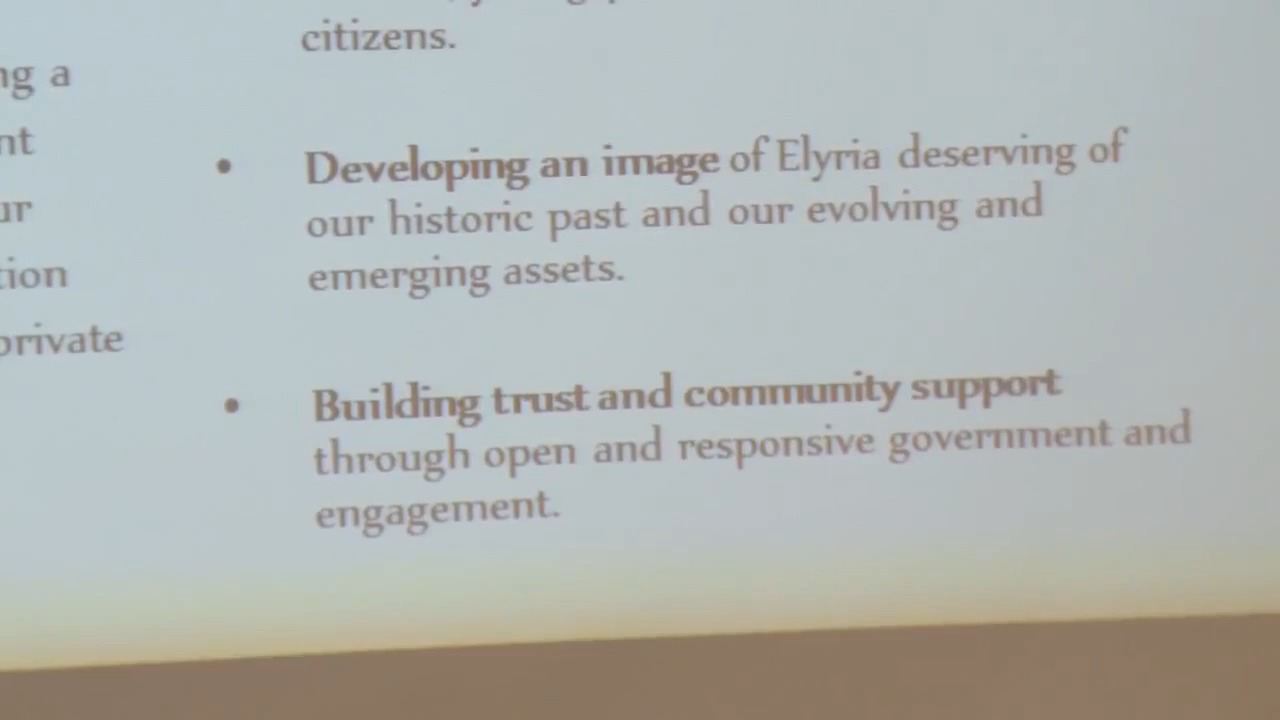 ng a
nt
ur
tion
private
citizens.
• Developing an image of Elyria deserving of
our historic past and our evolving and
emerging assets.
• Building trust and community support
through open and responsive government and
engagement.